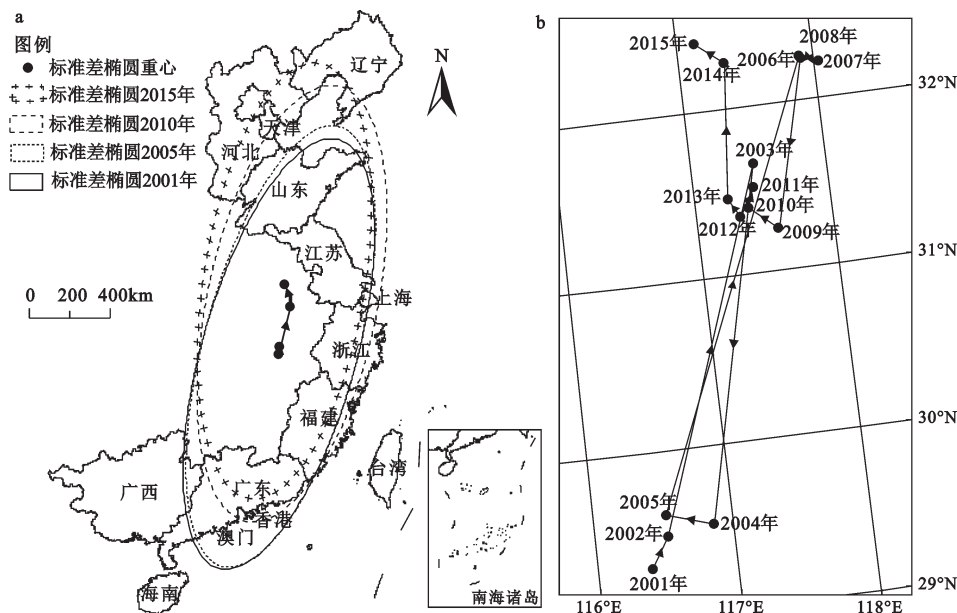 a
图例
标准差椭圆重心
标准差椭圆2015年
标准差椭圆2010年
标准差椭圆2005年
标准差椭圆2001年
N
0 200 400km
辽宁
天津
河北
山东
江苏
上海
浙江
福建
台湾
广西
广东
香港
澳门
海南
南海诸岛
b
2008年
2015年
2006年
2007年
2014年
32°N
2003年
2013年
2011年
2010年
2012年
2009年
31°N
30°N
2005年
2004年
2002年
2001年
29°N
116°E
117°E
118°E